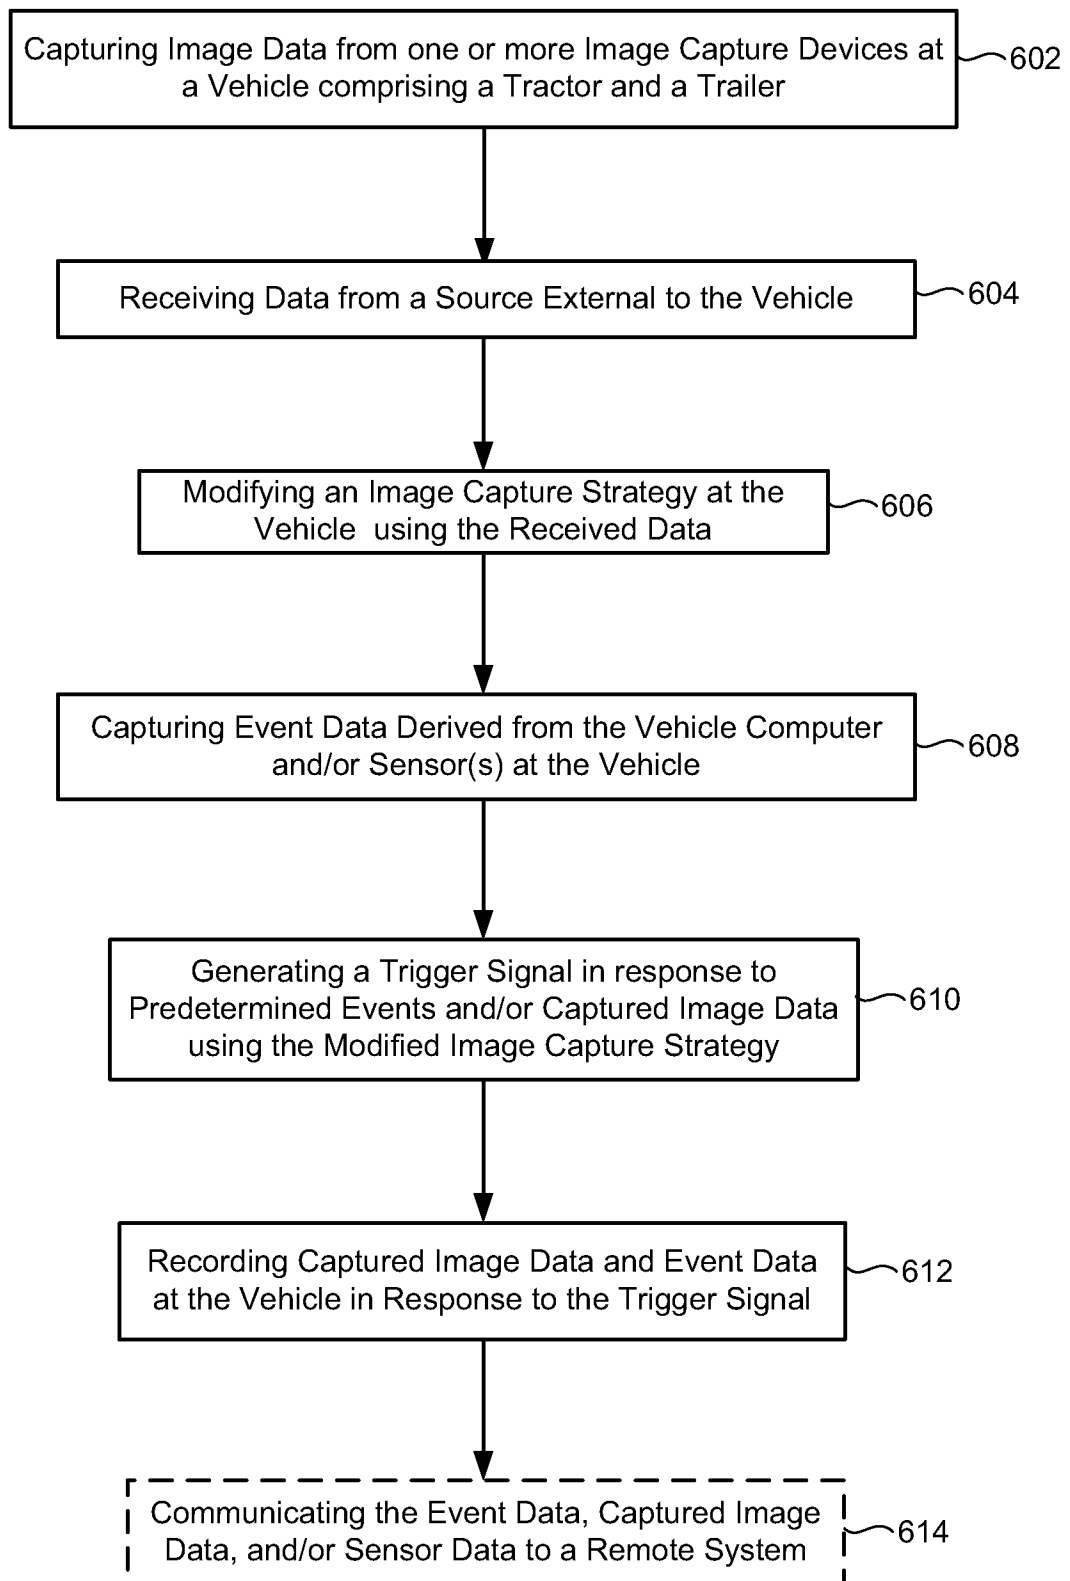 Capturing Image Data from one or more Image Capture Devices at
a Vehicle comprising a Tractor and a Trailer
602
Receiving Data from a Source External to the Vehicle
604
Modifying an Image Capture Strategy at the
Vehicle using the Received Data
606
Capturing Event Data Derived from the Vehicle Computer
and/or Sensor(s) at the Vehicle
608
Generating a Trigger Signal in response to
Predetermined Events and/or Captured Image Data
using the Modified Image Capture Strategy
610
Recording Captured Image Data and Event Data
at the Vehicle in Response to the Trigger Signal
612
Communicating the Event Data, Captured Image
Data, and/or Sensor Data to a Remote System
614